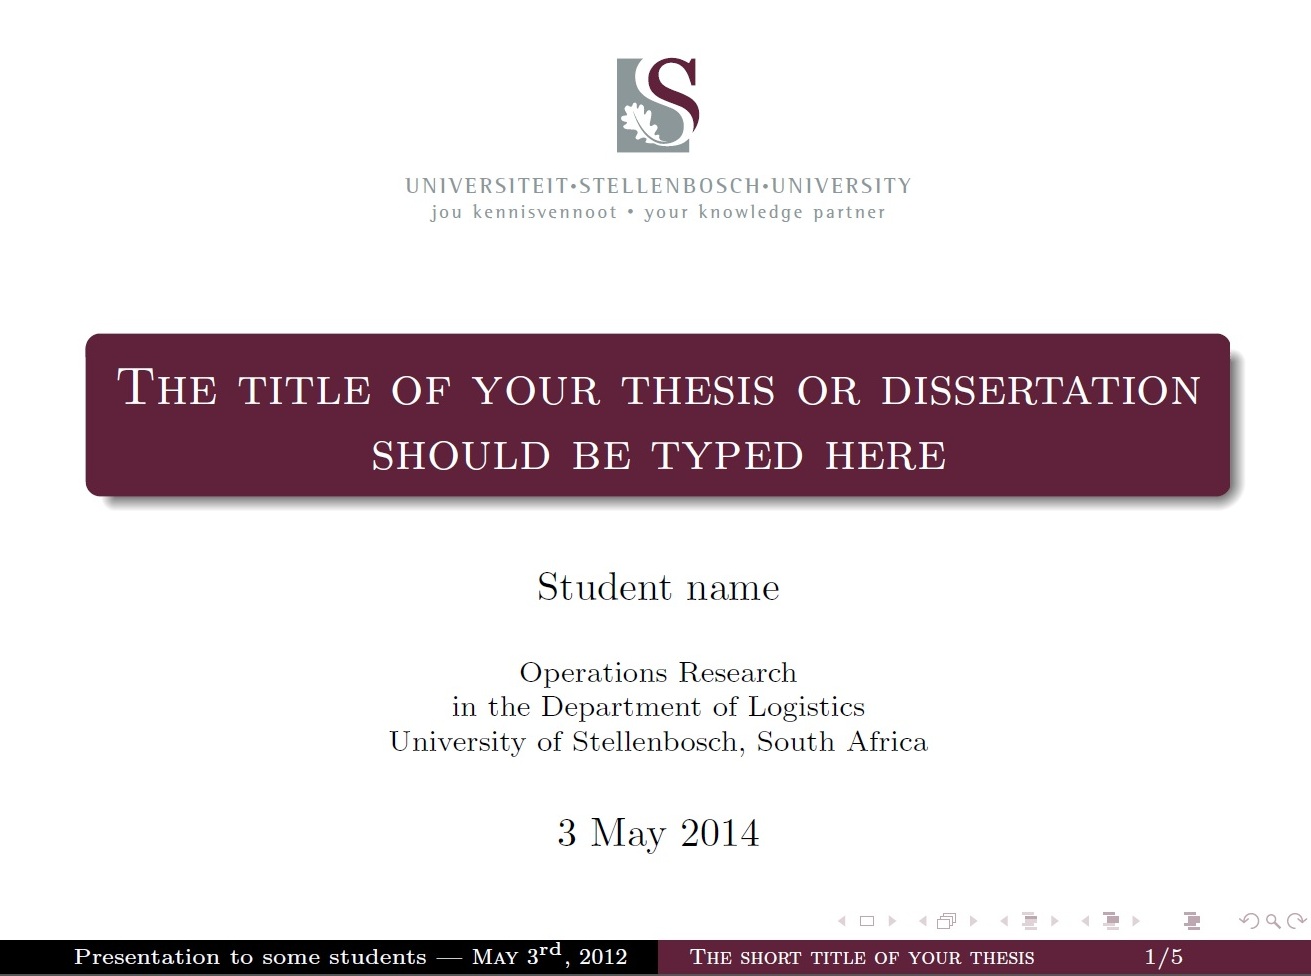 UNIVERSITEIT•STELLENBOSCH•UNIVERSITY
jou kennisvennoot • your knowledge partner
The title of your thesis or dissertation
should be typed here
Student name
Operations Research
in the Department of Logistics
University of Stellenbosch, South Africa
3 May 2014
Presentation to some students — May 3rd, 2012
The short title of your thesis
1/5